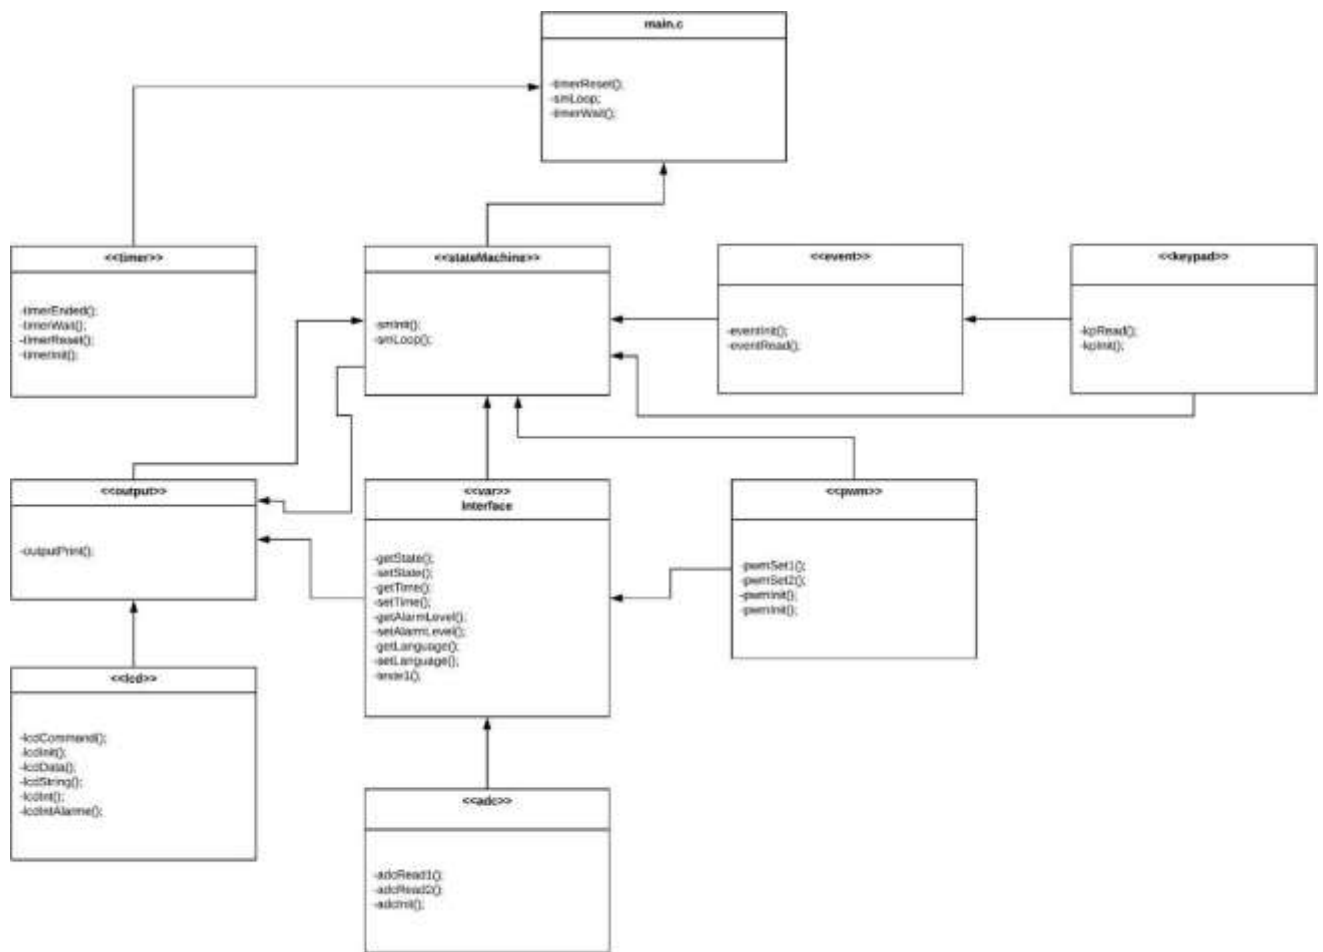 main.c
-timerReset();
-smLoop;
-timerWait();
<<timer>>
-timerEnded();
-timerWait();
-timerReset();
-timerInit();
<<stateMachine>>
-smInit();
-smLoop();
<<event>>
-eventInit();
-eventRead();
<<keypad>>
-kpRead();
-kpInit();
<<output>>
-outputPrint();
<<var>>
Interface
-getState();
-setState();
-getTime();
-setTime();
-getAlarmLevel();
-setAlarmLevel();
-getLanguage();
-setLanguage();
<<pwm>>
-pwmSet1();
-pwmSet2();
-pwmInit();
-pwmInit();
<<lcd>>
-lcdCommand();
-lcdInit();
-lcdData();
-lcdString();
-lcdInt();
-lcdIntAlarme();
<<adc>>
-adcRead1();
-adcRead2();
-adcInit();